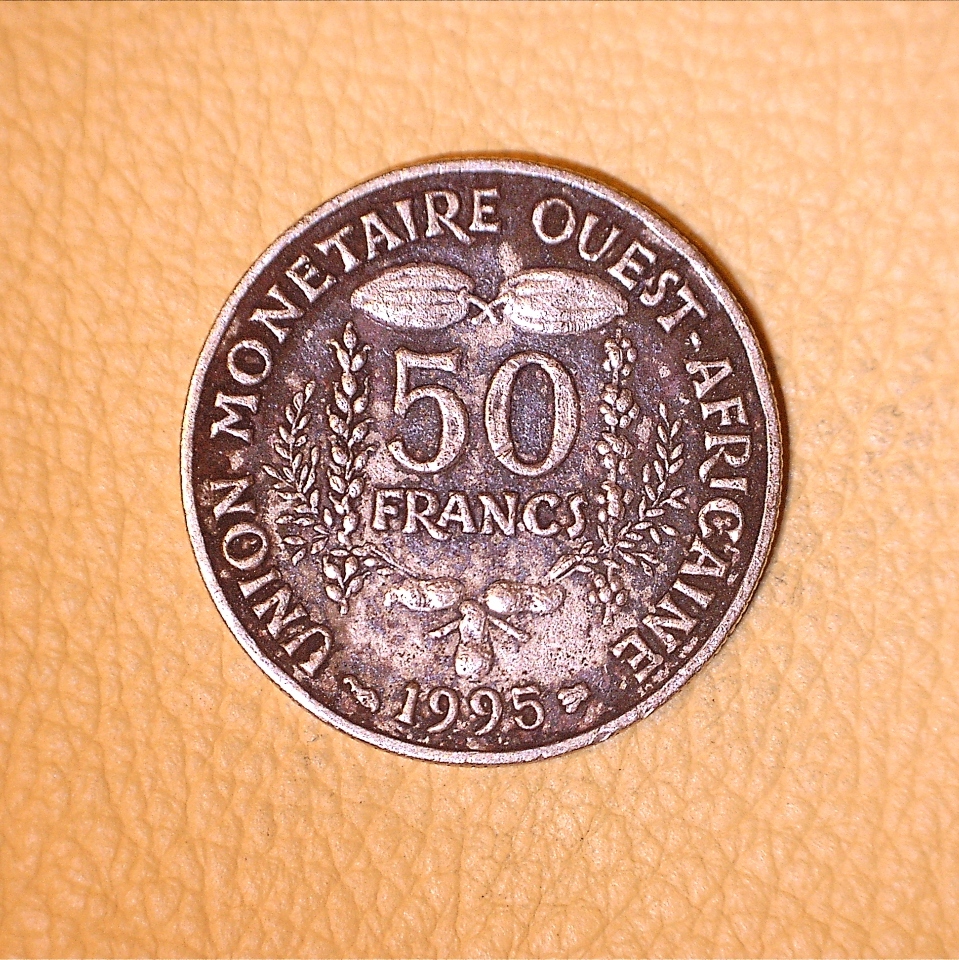 UNION MONETAIRE OUEST-AFRICAINE
50
FRANCS
1995